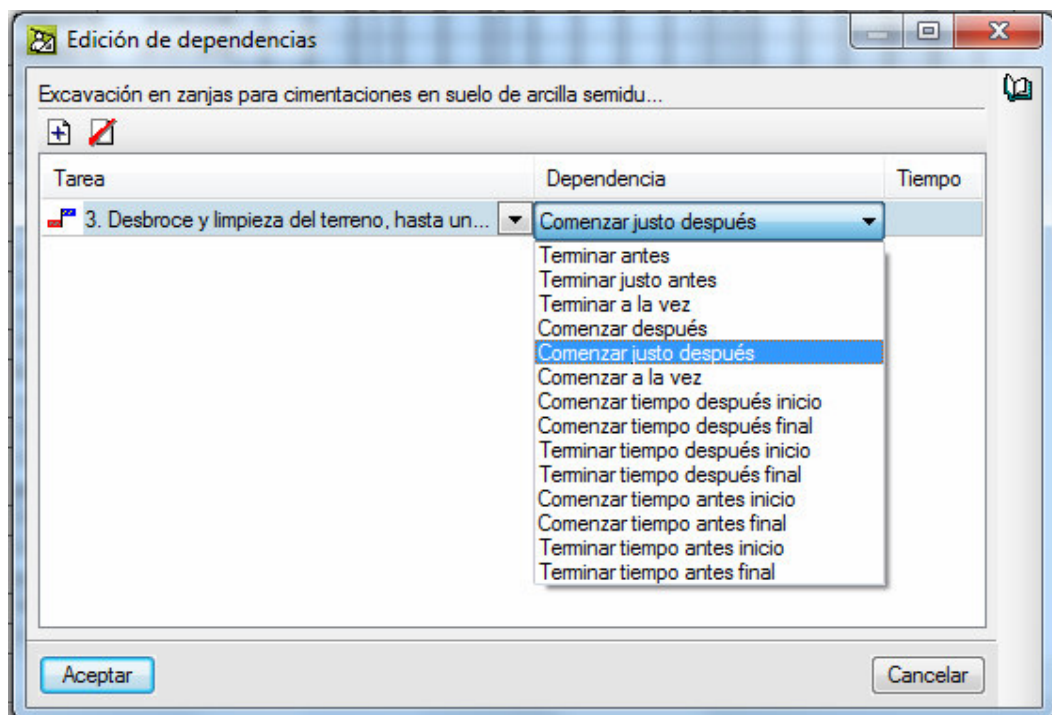 Edición de dependencias
Excavación en zanjas para cimentaciones en suelo de arcilla semidu...
Tarea Dependencia Tiempo
3. Desbroce y limpieza del terreno, hasta un... Comenzar justo después
Terminar antes
Terminar justo antes
Terminar a la vez
Comenzar después
Comenzar justo después
Comenzar a la vez
Comenzar tiempo después inicio
Comenzar tiempo después final
Terminar tiempo después inicio
Terminar tiempo después final
Comenzar tiempo antes inicio
Comenzar tiempo antes final
Terminar tiempo antes inicio
Terminar tiempo antes final
Aceptar Cancelar